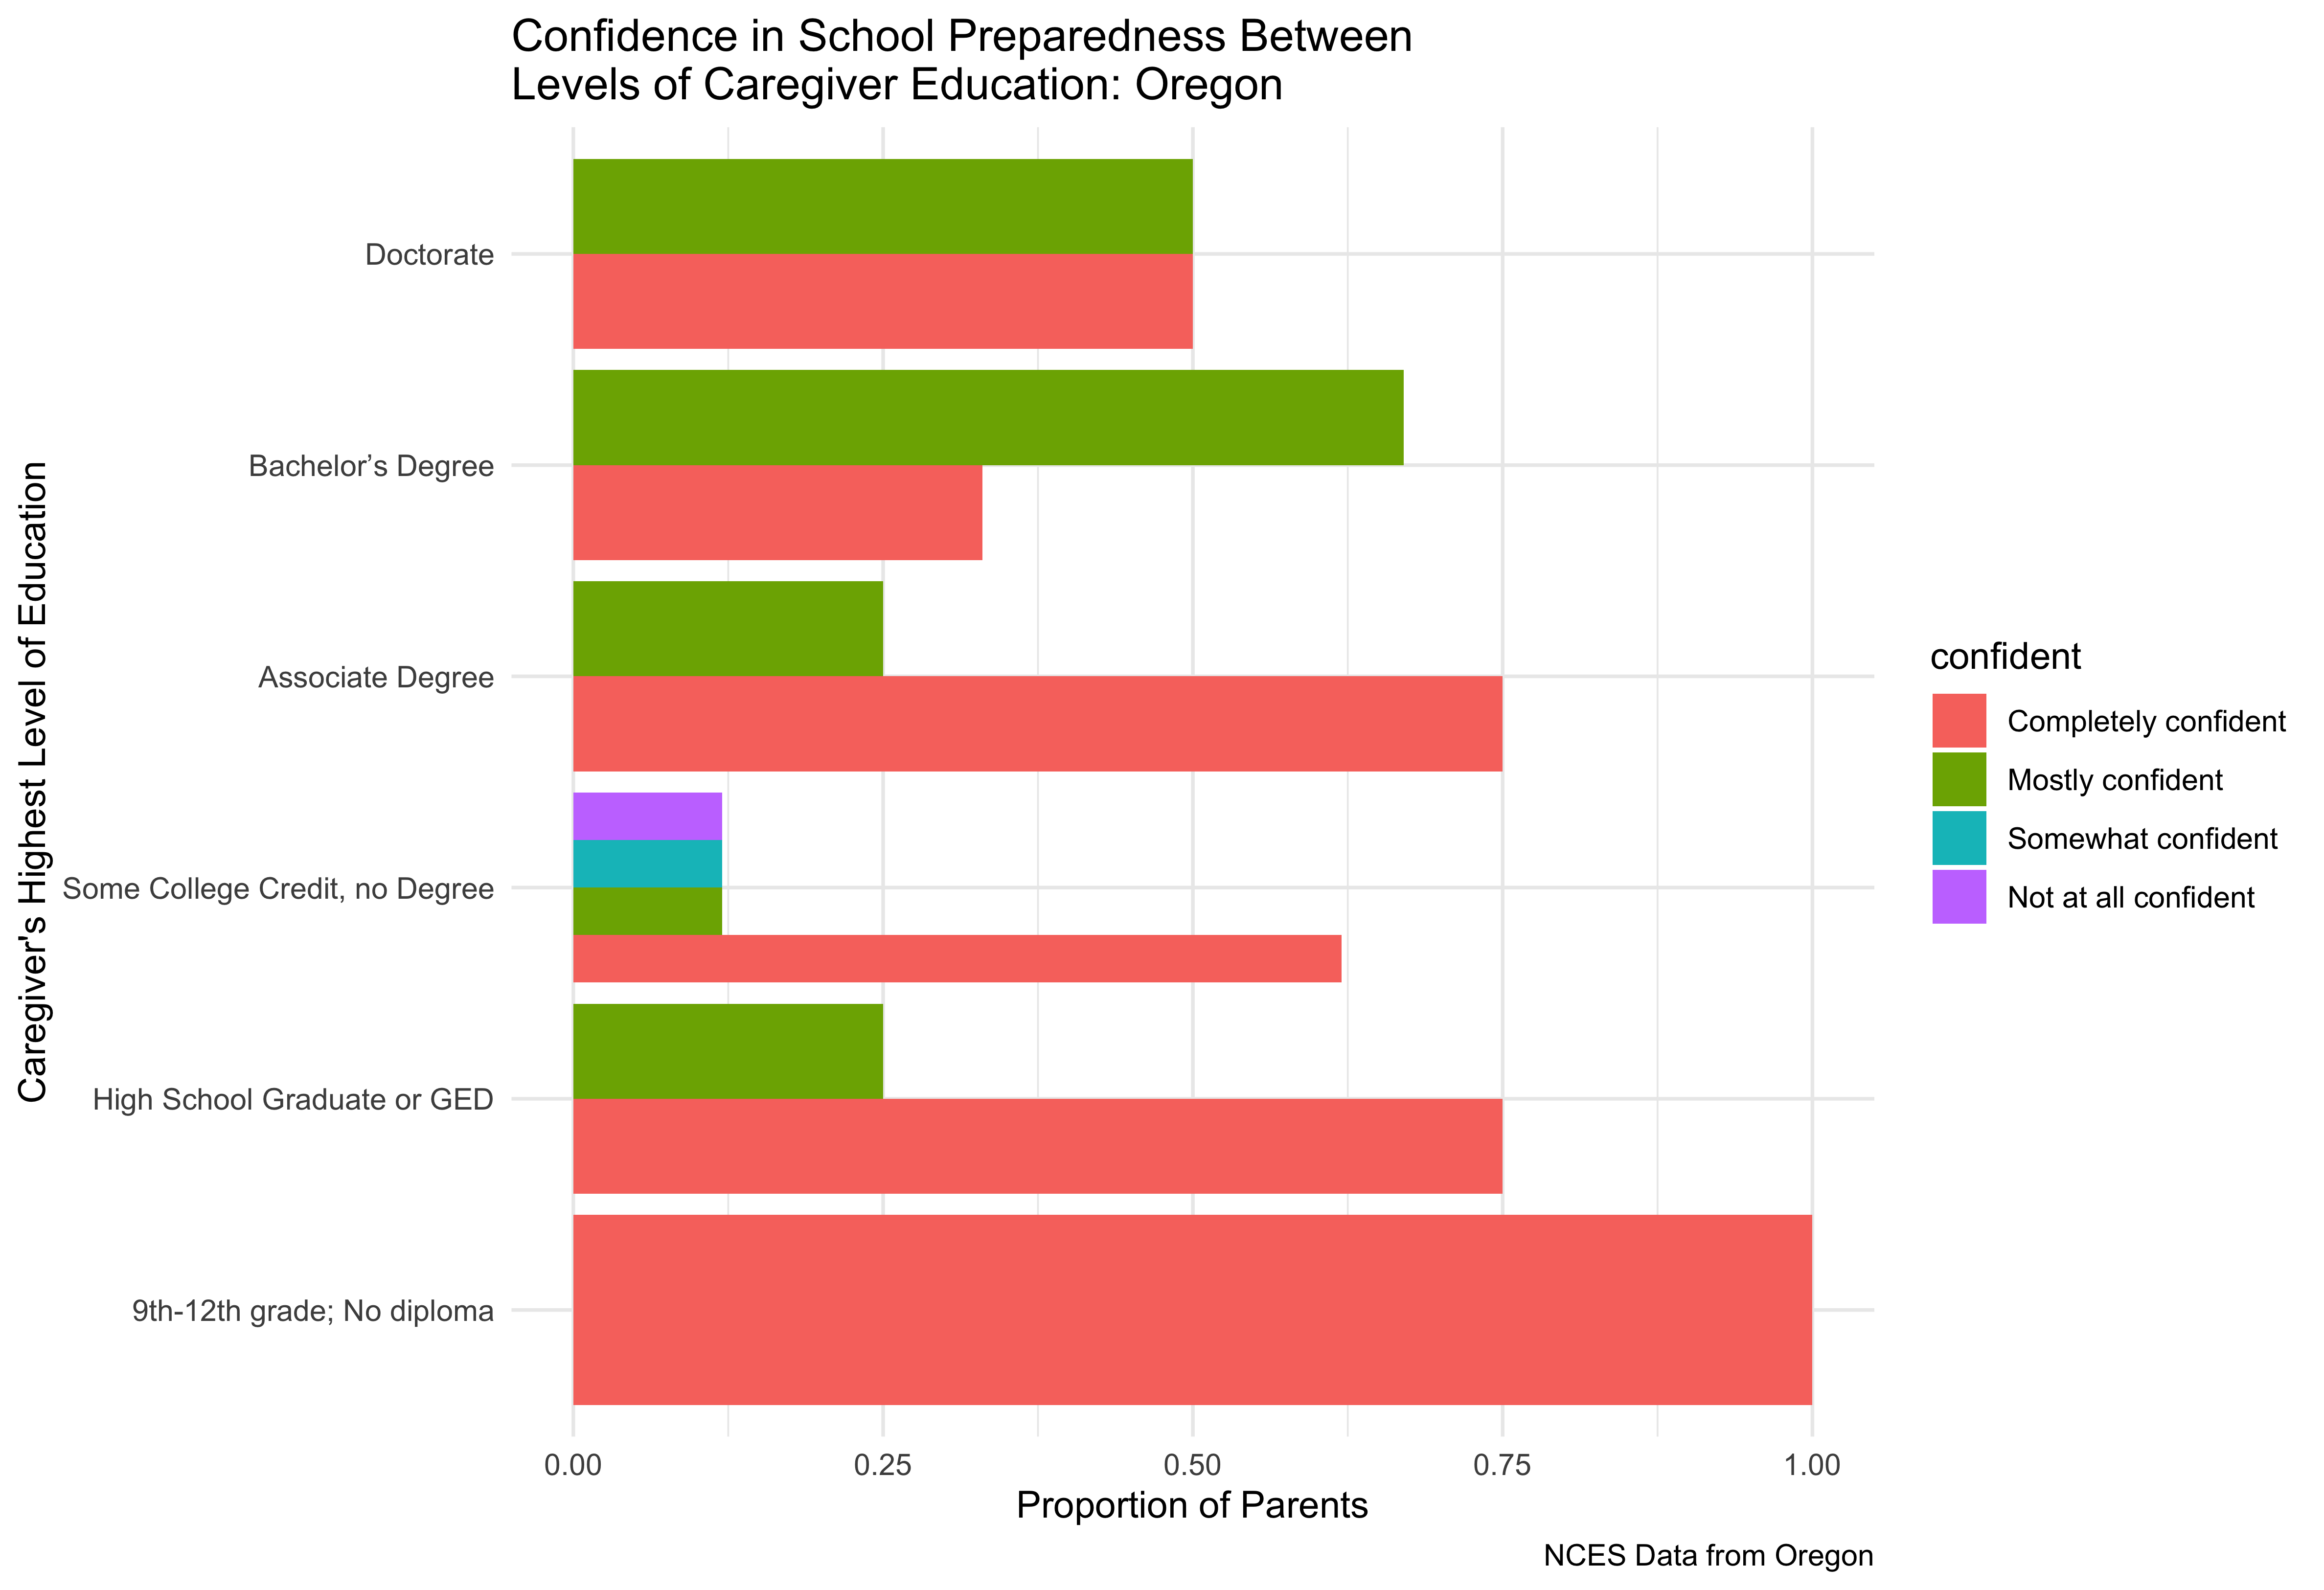 Confidence in School Preparedness Between
Levels of Caregiver Education: Oregon
Caregiver's Highest Level of Education
Doctorate
Bachelor’s Degree
Associate Degree
Some College Credit, no Degree
High School Graduate or GED
9th-12th grade; No diploma
0.00
0.25
0.50
0.75
1.00
Proportion of Parents
confident
Completely confident
Mostly confident
Somewhat confident
Not at all confident
NCES Data from Oregon